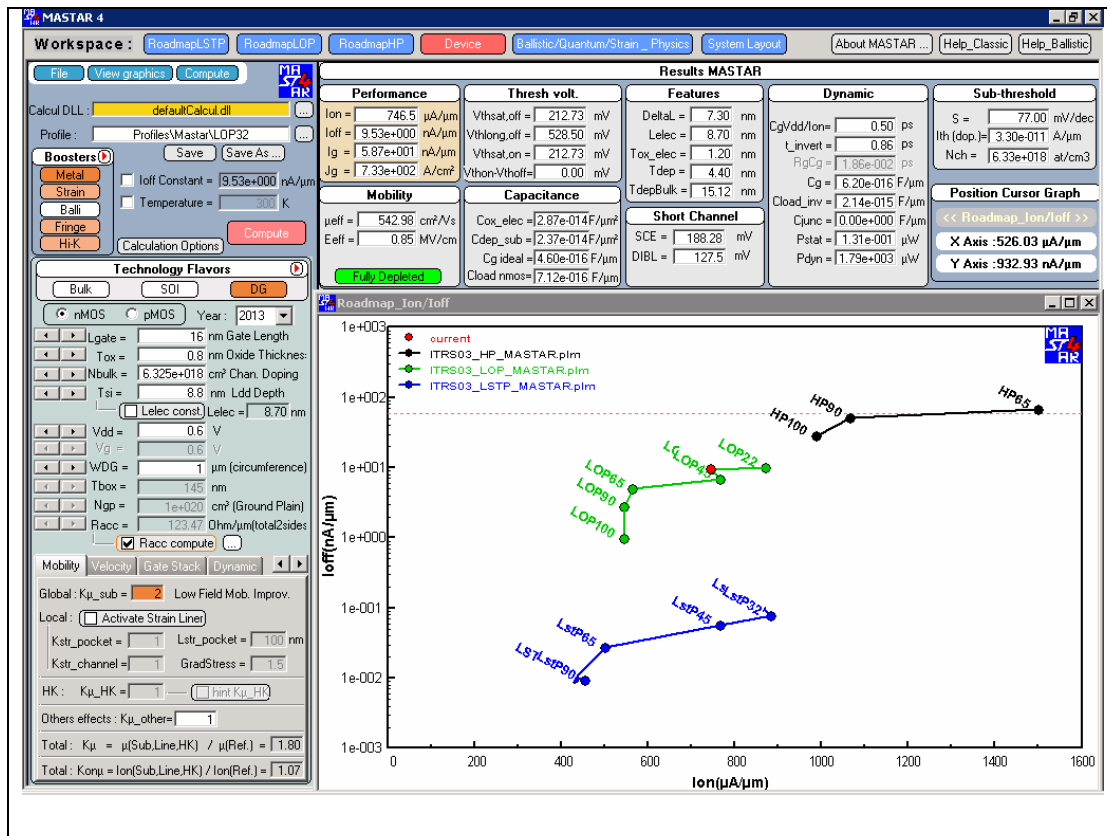 MASTAR 4
Workspace : RoadmapLSTP RoadmapLOP RoadmapHP Device Ballistic/Quantum/Strain _ Physics System Layout About MASTAR ... Help_Classic Help_Ballistic
File View graphics Compute
MASTAR 4
Calcul DLL : defaultCalcul.dll ...
Profile : Profiles\Mastar\LOP32 ...
Save Save As ...
Boosters
Metal
Strain
Balli
Fringe
Hi-K
Ioff Constant = 9.53e+000 nA/µm
Temperature = 300 K
Calculation Options
Compute
Results MASTAR
Performance
Ion = 746.5 µA/µm
Ioff = 9.53e+000 nA/µm
Ig = 5.87e+001 nA/µm
Jg = 7.33e+002 A/cm²
Thresh volt.
Vthsat,off = 212.73 mV
Vthlong,off = 528.50 mV
Vthsat,on = 212.73 mV
Vthon-Vthoff= 0.00 mV
Features
DeltaL = 7.30 nm
Lelec = 8.70 nm
Tox_elec = 1.20 nm
Tdep = 4.40 nm
TdepBulk = 15.12 nm
Dynamic
CgVdd/Ion= 0.50 ps
t_invert = 0.86 ps
RgCg = 1.86e-002 ps
Cg = 6.20e-016 F/µm
Cload_inv = 2.14e-015 F/µm
Cjunc = 0.00e+000 F/µm
Pstat = 1.31e-001 µW
Pdyn = 1.79e+003 µW
Sub-threshold
S = 77.00 mV/dec
Ith (dop.)= 3.30e-011 A/µm
Nch = 6.33e+018 at/cm3
Mobility
µeff = 542.98 cm²/Vs
Eeff = 0.85 MV/cm
Fully Depleted
Capacitance
Cox_elec = 2.87e-014 F/µm²
Cdep_sub = 2.37e-014 F/µm²
Cg ideal = 4.60e-016 F/µm
Cload nmos= 7.12e-016 F/µm
Short Channel
SCE = 188.28 mV
DIBL = 127.5 mV
Position Cursor Graph
<< Roadmap_Ion/Ioff >>
X Axis :526.03 µA/µm
Y Axis :932.93 nA/µm
Technology Flavors
Bulk SOI DG
nMOS pMOS Year : 2013
Lgate = 16 nm Gate Length
Tox = 0.8 nm Oxide Thicknes:
Nbulk = 6.325e+018 cm³ Chan. Doping
Tsi = 8.8 nm Ldd Depth
Lelec const. Lelec = 8.70 nm
Vdd = 0.6 V
Vg = 0.6 V
WDG = 1 µm (circumference)
Tbox = 145 nm
Ngp = 1e+020 cm³ (Ground Plain)
Racc = 123.47 Ohm/µm(total2sides
Racc compute ...
Mobility Velocity Gate Stack Dynamic
Global : Kµ_sub = 2 Low Field Mob. Improv.
Local : Activate Strain Liner
Kstr_pocket = 1 Lstr_pocket = 100 nm
Kstr_channel = 1 GradStress = 1.5
HK : Kµ_HK = 1 hint Kµ_HK
Others effects : Kµ_other= 1
Total : Kµ = µ(Sub,Line,HK) / µ(Ref.) = 1.80
Total : Konµ = Ion(Sub,Line,HK) / Ion(Ref.) = 1.07
Roadmap_Ion/Ioff
current
ITRS03_HP_MASTAR.plm
ITRS03_LOP_MASTAR.plm
ITRS03_LSTP_MASTAR.plm
MASTAR 4
1e+003
1e+002
1e+001
1e+000
1e-001
1e-002
1e-003
Ioff(nA/µm)
HP100
HP90
HP65
LOP22
LOP45
LOP65
LOP90
LOP100
LstP32
LstP45
LstP65
LstP90
0 200 400 600 800 1000 1200 1400 1600
Ion(µA/µm)